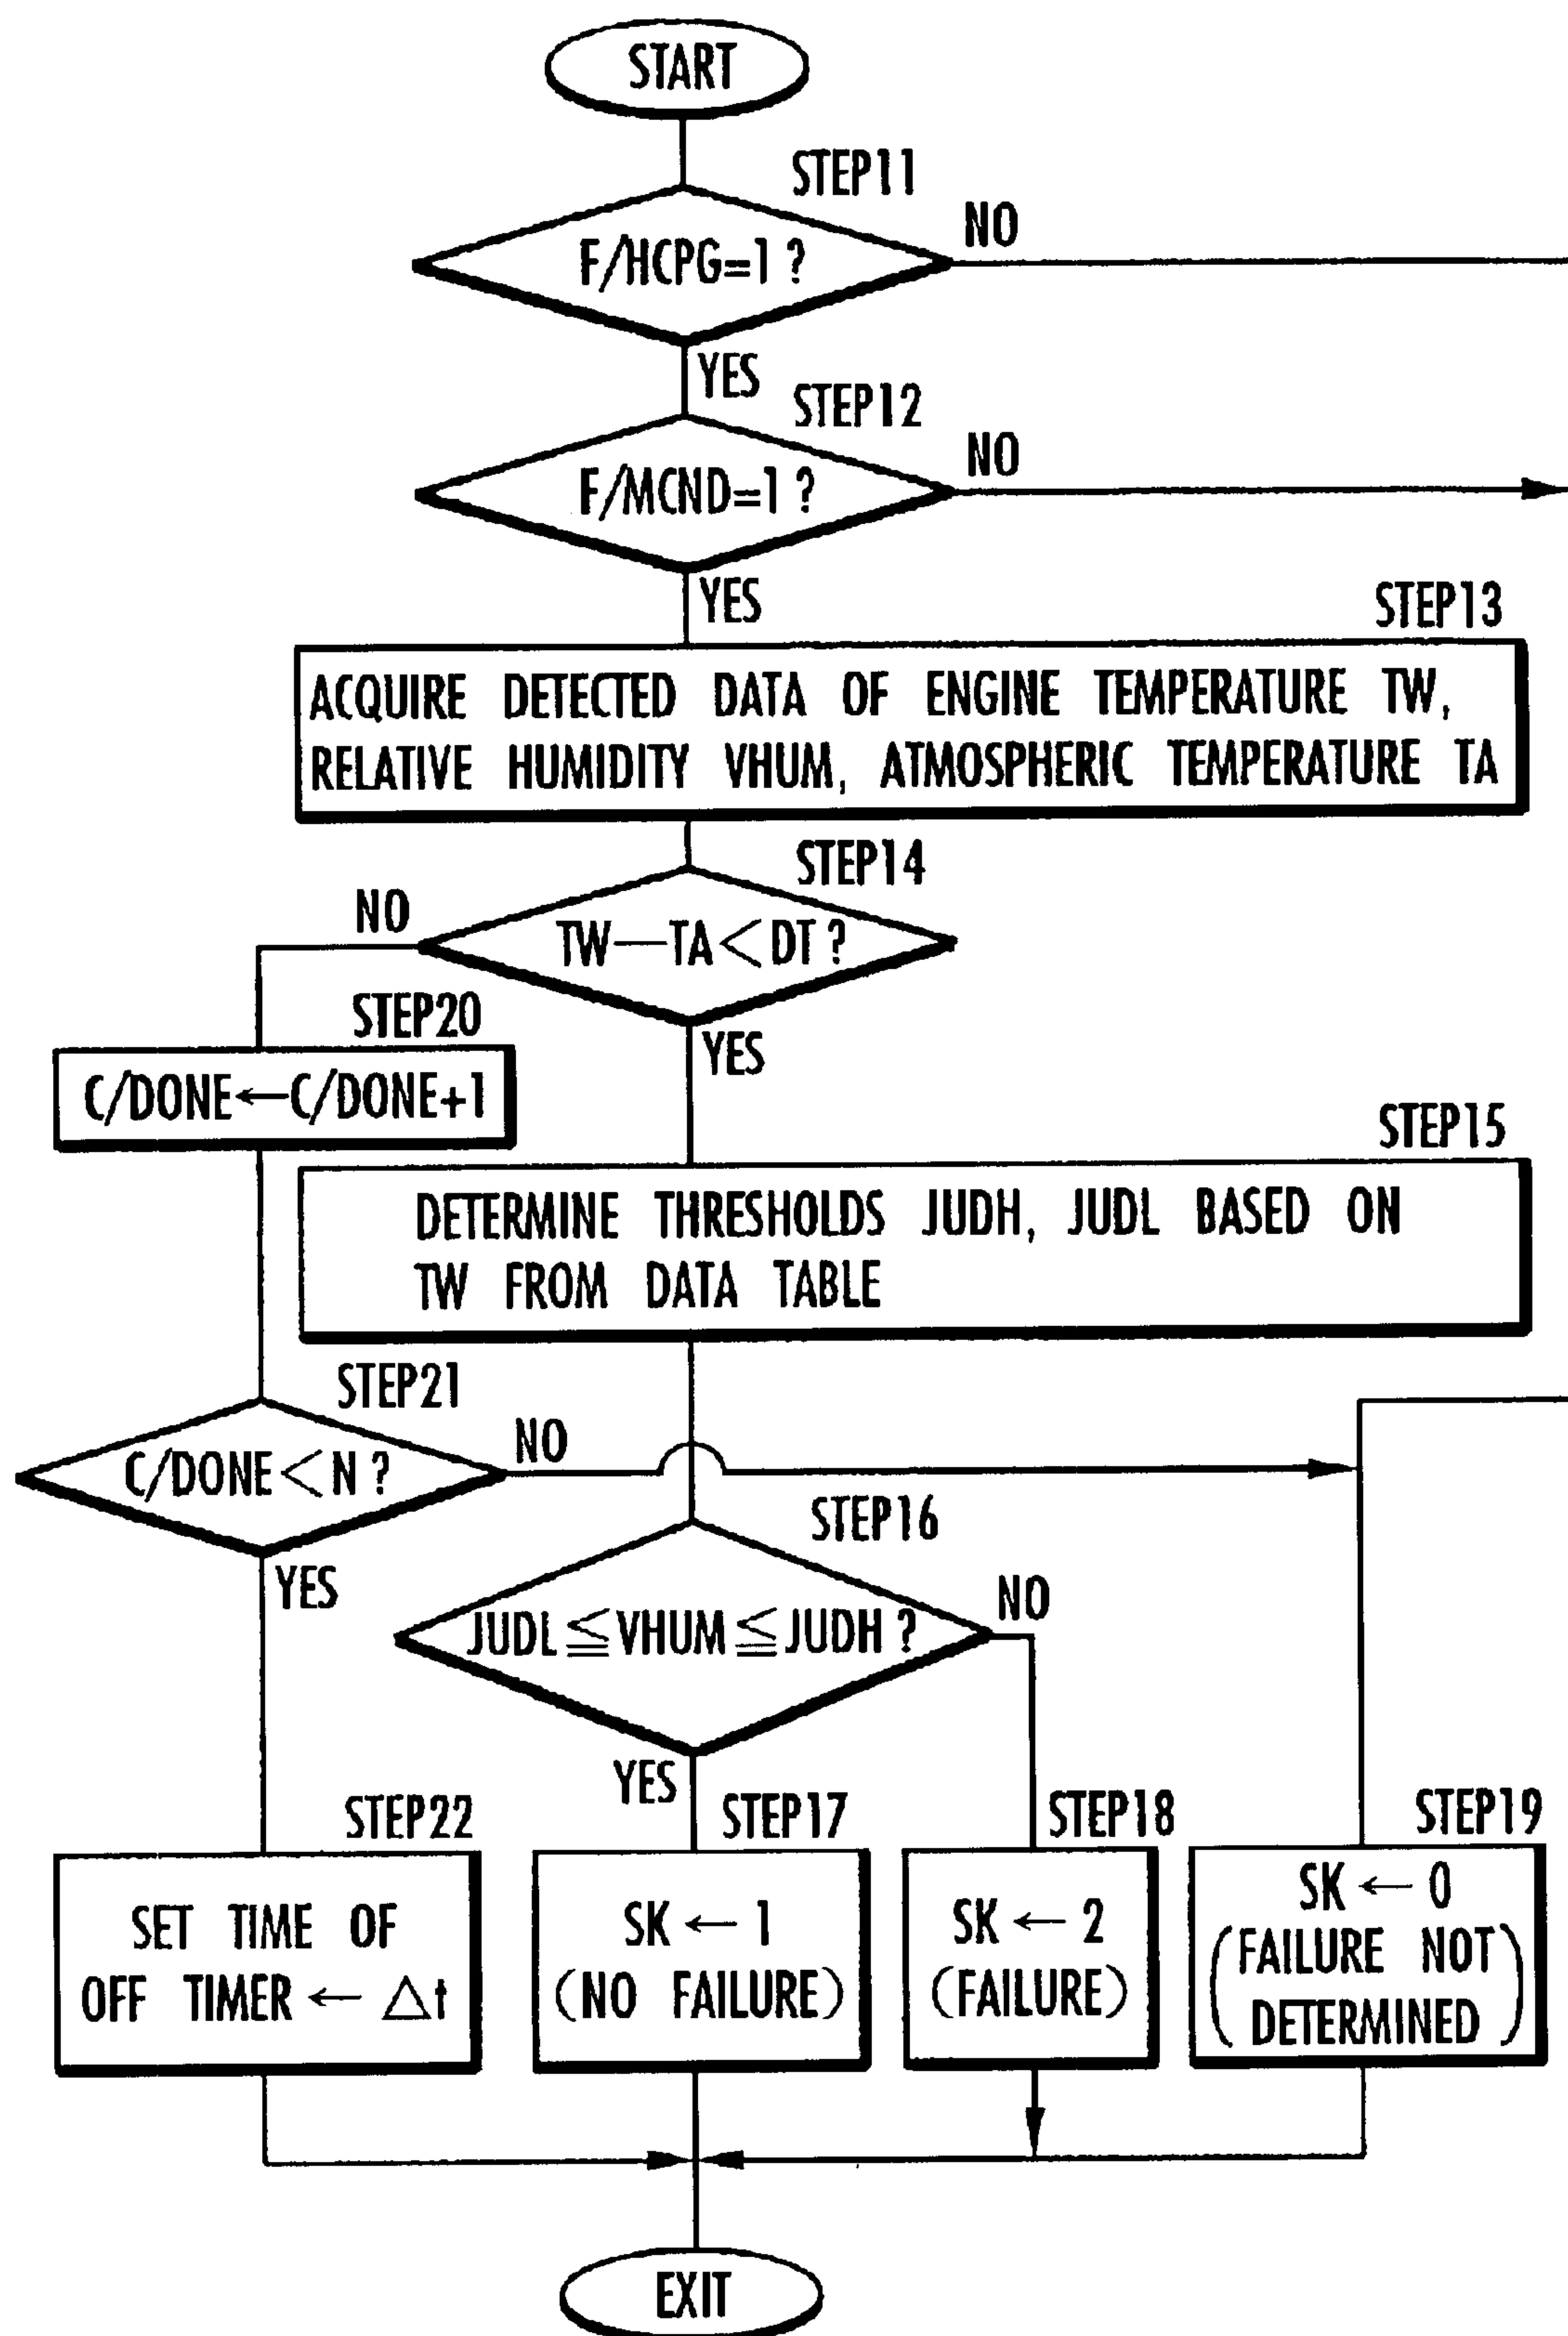 START
STEP11
F/HCPG=1 ?
NO
YES
STEP12
F/MCND=1 ?
NO
YES
STEP13
ACQUIRE DETECTED DATA OF ENGINE TEMPERATURE TW,
RELATIVE HUMIDITY VHUM, ATMOSPHERIC TEMPERATURE TA
STEP14
TW—TA<DT ?
NO
YES
STEP20
C/DONE←C/DONE+1
STEP15
DETERMINE THRESHOLDS JUDH, JUDL BASED ON
TW FROM DATA TABLE
STEP21
C/DONE<N ?
NO
YES
STEP16
JUDL≦VHUM≦JUDH ?
NO
YES
STEP22
SET TIME OF
OFF TIMER ← △t
STEP17
SK ← 1
(NO FAILURE)
STEP18
SK ← 2
(FAILURE)
STEP19
SK ← 0
(FAILURE NOT
DETERMINED)
EXIT